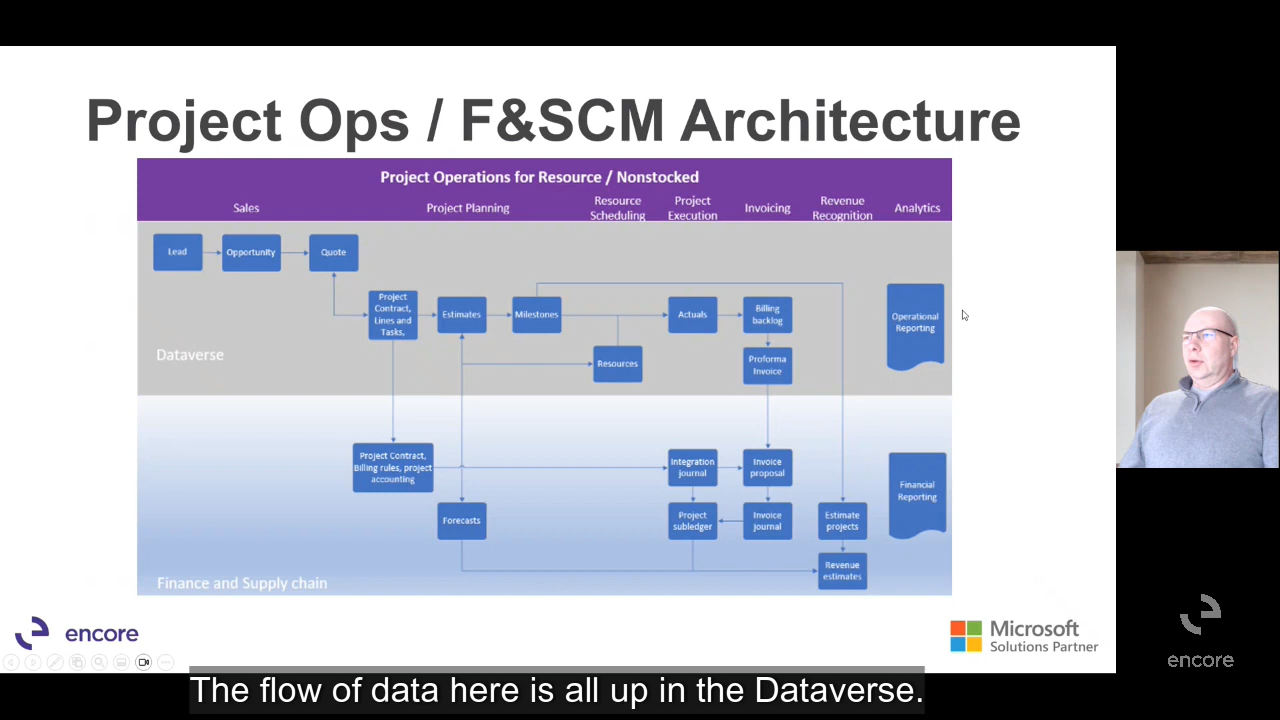 Project Ops / F&SCM Architecture
Project Operations for Resource / Nonstocked
Sales
Project Planning
Resource
Scheduling
Project
Execution
Invoicing
Revenue
Recognition
Analytics
Lead
Opportunity
Quote
Project
Contract,
Lines and
Tasks,
Estimates
Milestones
Actuals
Billing
backlog
Operational
Reporting
Dataverse
Resources
Proforma
Invoice
Project Contract,
Billing rules, project
accounting
Integration
journal
Invoice
proposal
Financial
Reporting
Forecasts
Project
subledger
Invoice
journal
Estimate
projects
Revenue
estimates
Finance and Supply chain
encore
Microsoft
Solutions Partner
encore
The flow of data here is all up in the Dataverse.